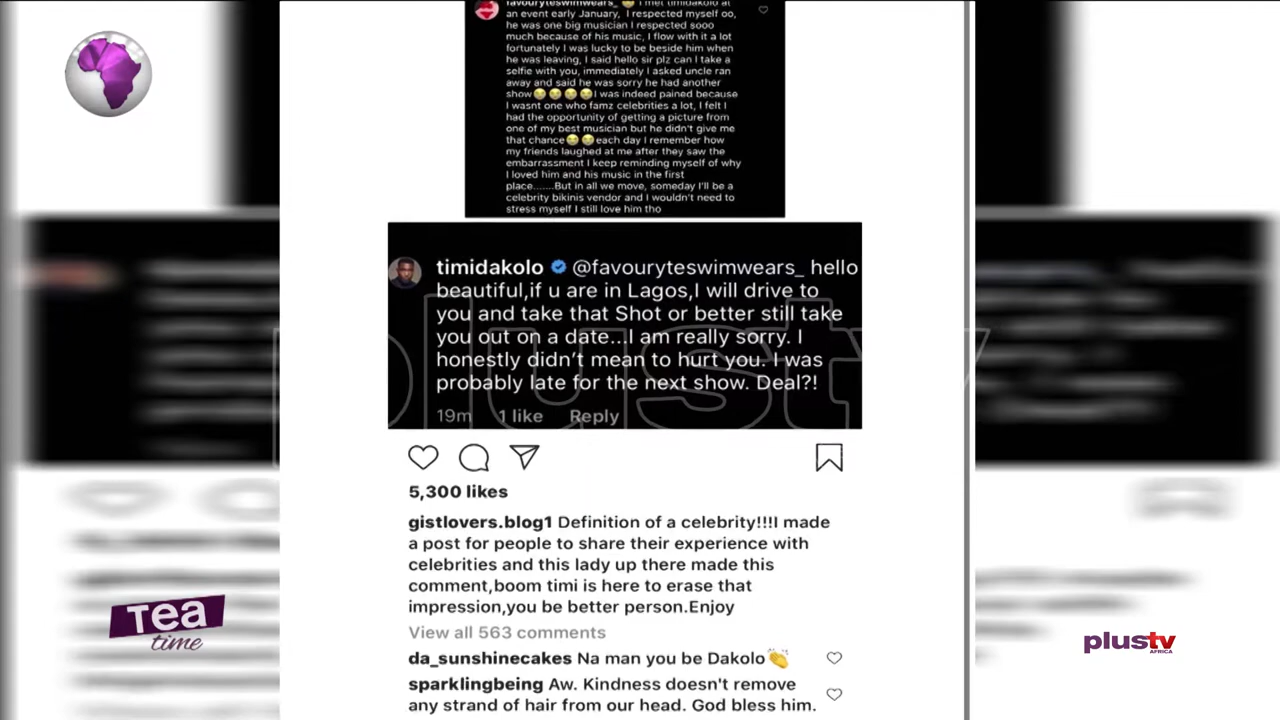 favouryteswimwears_ 😂 I met timidakolo at
an event early January, I respected myself oo,
he was one big musician I respected sooo
much because of his music, I flow with it a lot
fortunately I was lucky to be beside him when
he was leaving, I said hello sir plz can I take a
selfie with you, immediately I asked uncle ran
away and said he was sorry he had another
show😂😂😂😂I was indeed pained because
I wasnt one who famz celebrities a lot, I felt I
had the opportunity of getting a picture from
one of my best musician but he didn't give me
that chance😂😂each day I remember how
my friends laughed at me after they saw the
embarrassment I keep reminding myself of why
I loved him and his music in the first
place.......But in all we move, someday I'll be a
celebrity bikinis vendor and I wouldn't need to
stress myself I still love him tho
timidakolo @favouryteswimwears_ hello
beautiful,if u are in Lagos,I will drive to
you and take that Shot or better still take
you out on a date...I am really sorry. I
honestly didn't mean to hurt you. I was
probably late for the next show. Deal?!
19m 1 like Reply
plustv
5,300 likes
gistlovers.blog1 Definition of a celebrity!!!I made
a post for people to share their experience with
celebrities and this lady up there made this
comment,boom timi is here to erase that
impression,you be better person.Enjoy
View all 563 comments
da_sunshinecakes Na man you be Dakolo👏
sparklingbeing Aw. Kindness doesn't remove
any strand of hair from our head. God bless him.
Tea
time
plustv
AFRICA